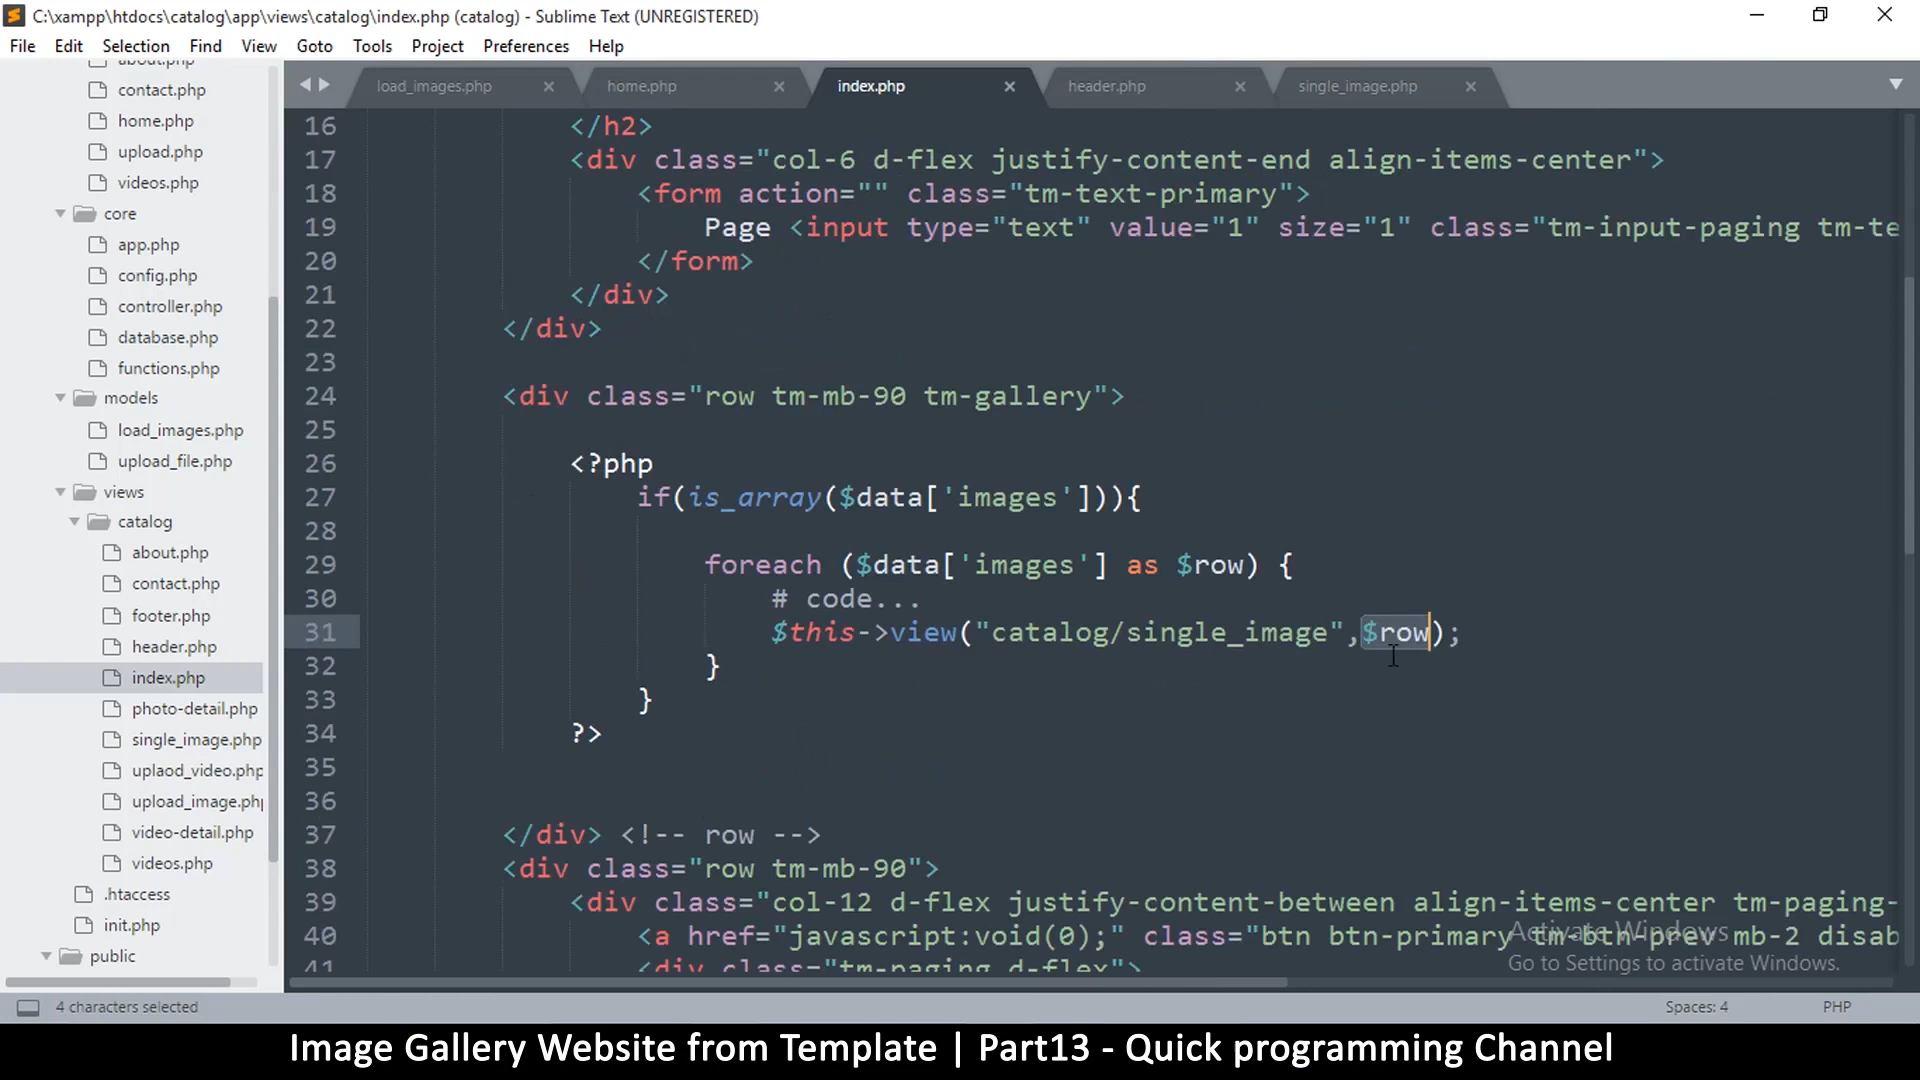 C:\xampp\htdocs\catalog\app\views\catalog\index.php (catalog) - Sublime Text (UNREGISTERED)
File Edit Selection Find View Goto Tools Project Preferences Help
about.php
contact.php
home.php
upload.php
videos.php
core
app.php
config.php
controller.php
database.php
functions.php
models
load_images.php
upload_file.php
views
catalog
about.php
contact.php
footer.php
header.php
index.php
photo-detail.php
single_image.php
uplaod_video.php
upload_image.php
video-detail.php
videos.php
.htaccess
init.php
public
load_images.php home.php index.php header.php single_image.php
16 </h2>
17 <div class="col-6 d-flex justify-content-end align-items-center">
18 <form action="" class="tm-text-primary">
19 Page <input type="text" value="1" size="1" class="tm-input-paging tm-te
20 </form>
21 </div>
22 </div>
23
24 <div class="row tm-mb-90 tm-gallery">
25
26 <?php
27 if(is_array($data['images'])){
28
29 foreach ($data['images'] as $row) {
30 # code...
31 $this->view("catalog/single_image",$row);
32 }
33 }
34 ?>
35
36
37 </div> <!-- row -->
38 <div class="row tm-mb-90">
39 <div class="col-12 d-flex justify-content-between align-items-center tm-paging-
40 <a href="javascript:void(0);" class="btn btn-primary tm-btn-prev mb-2 disab
41 <div class="tm-paging d-flex">
Activate Windows
Go to Settings to activate Windows.
4 characters selected
Spaces: 4 PHP
Image Gallery Website from Template | Part13 - Quick programming Channel